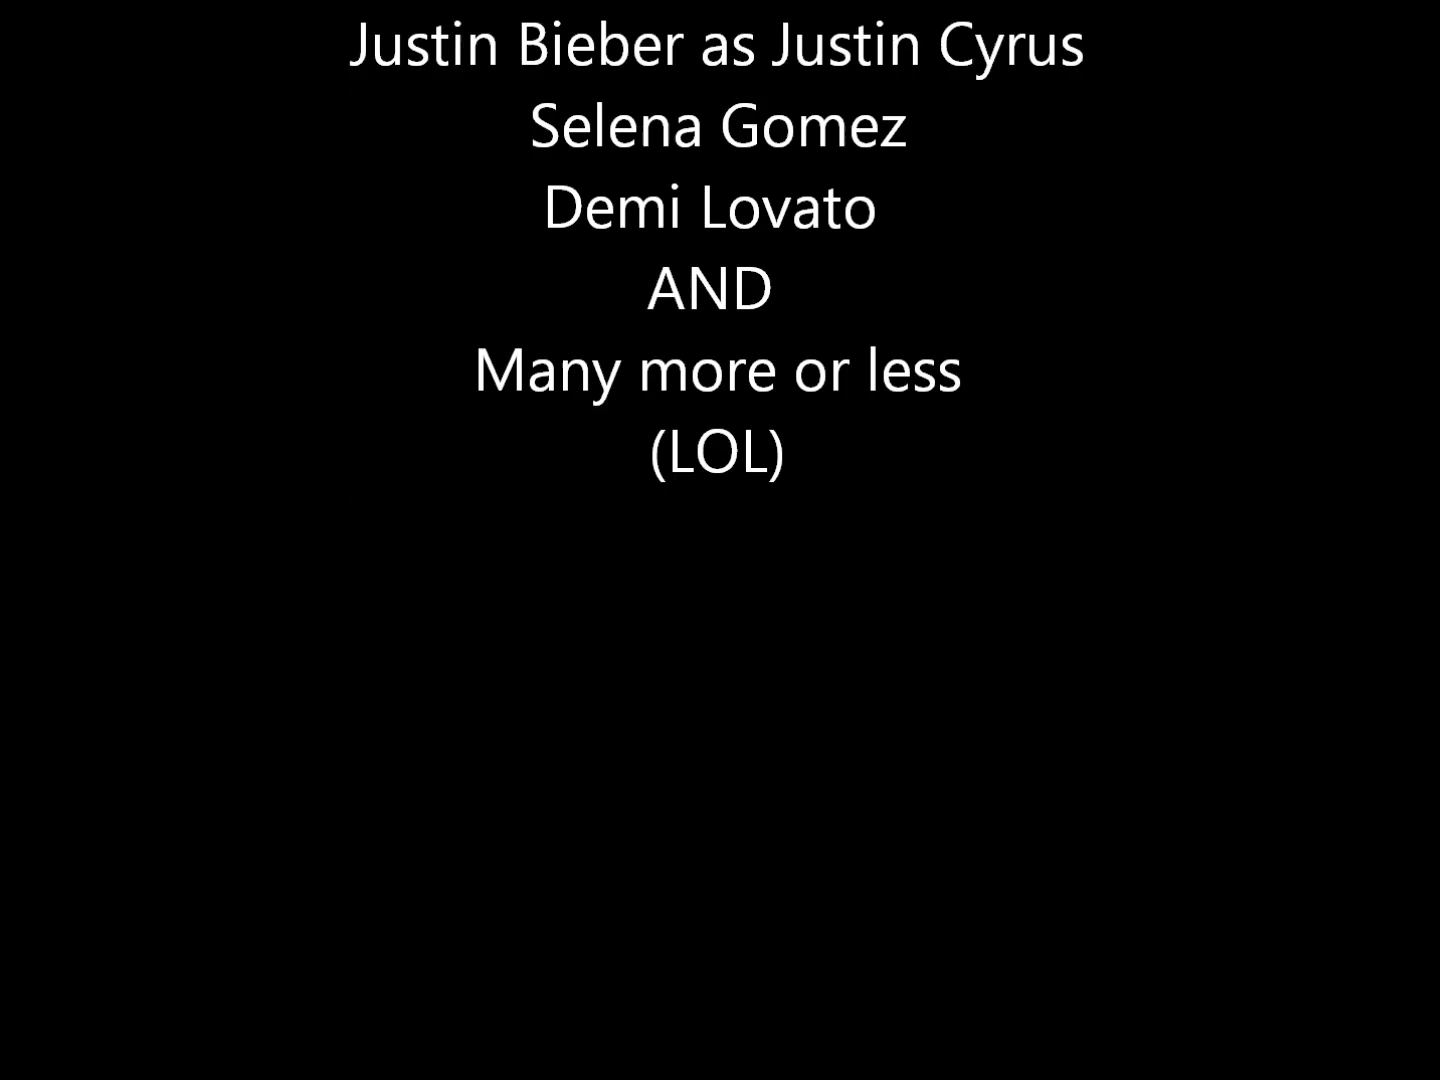 Justin Bieber as Justin Cyrus
Selena Gomez
Demi Lovato
AND
Many more or less
(LOL)